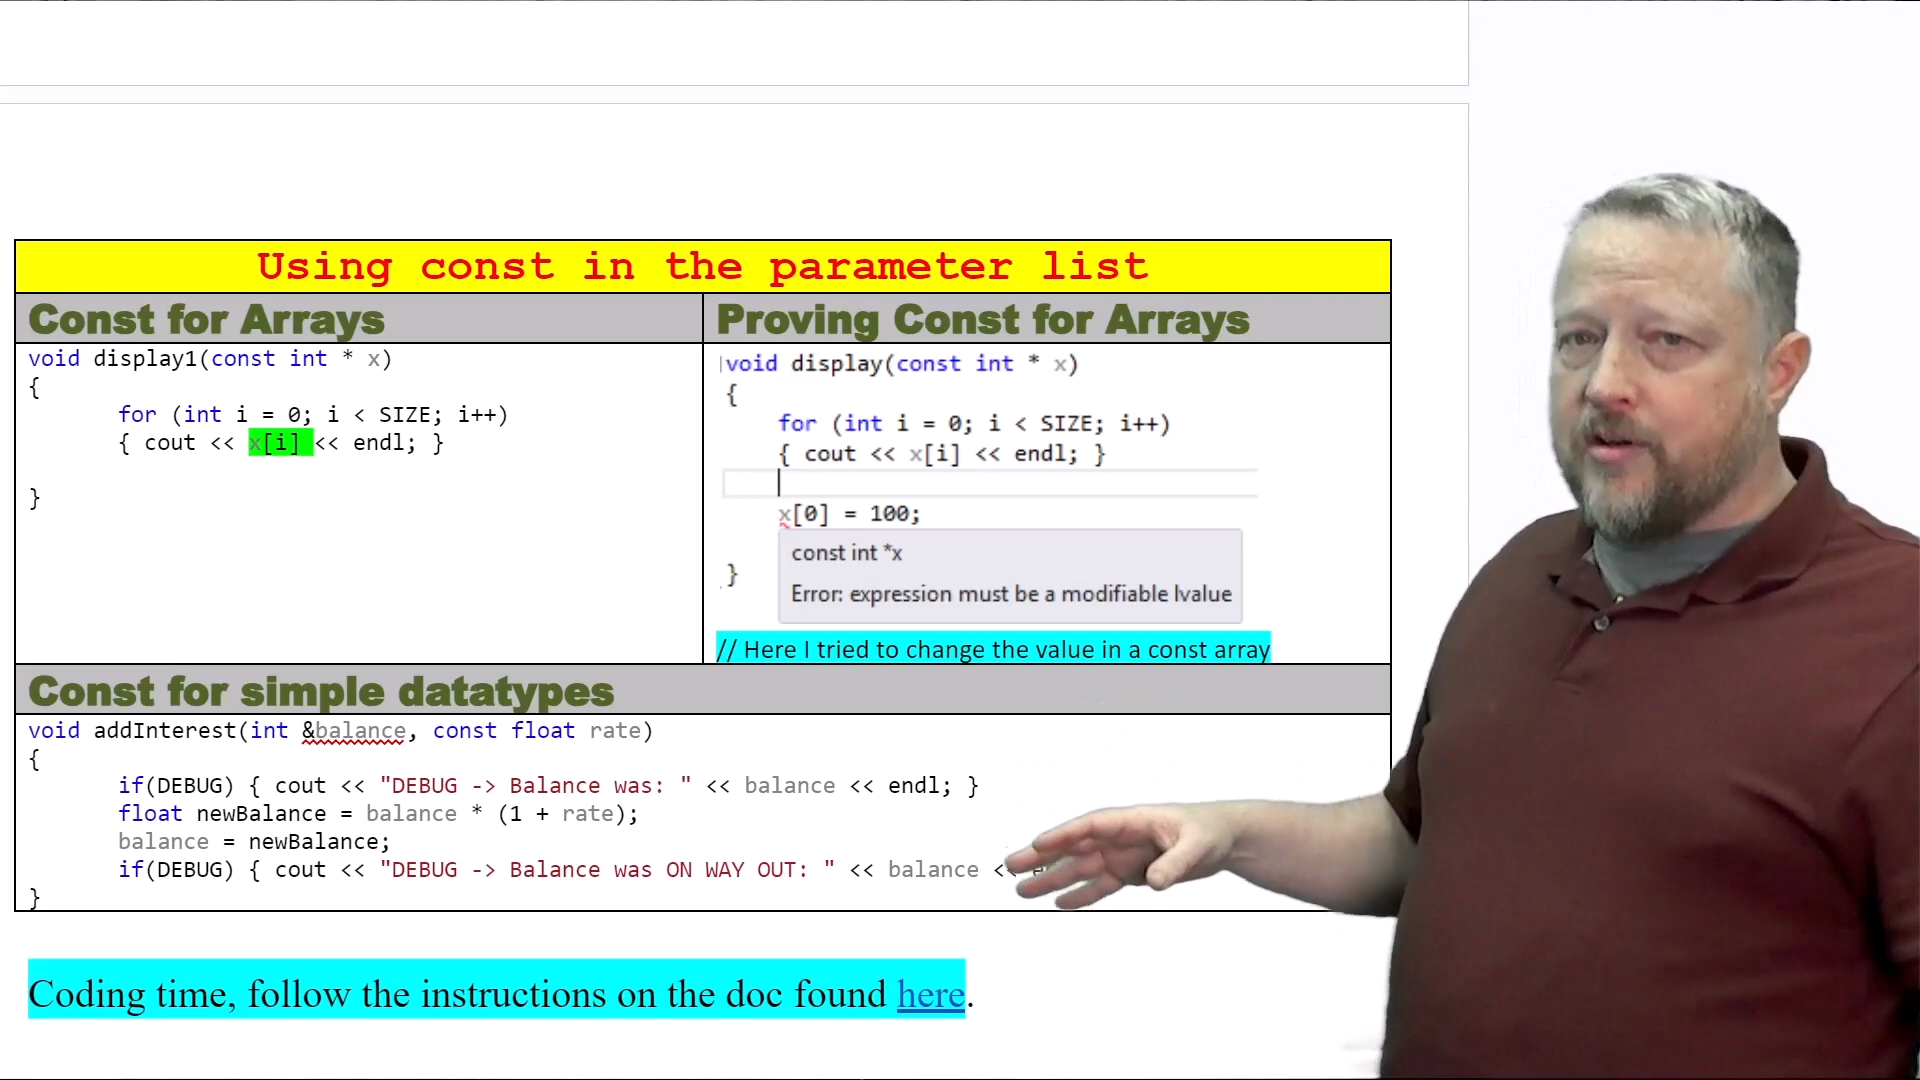 Using const in the parameter list
Const for Arrays
void display1(const int * x)
{
for (int i = 0; i < SIZE; i++)
{ cout << x[i] << endl; }
}
Proving Const for Arrays
void display(const int * x)
{
for (int i = 0; i < SIZE; i++)
{ cout << x[i] << endl; }
x[0] = 100;
const int *x
}
Error: expression must be a modifiable lvalue
// Here I tried to change the value in a const array
Const for simple datatypes
void addInterest(int &balance, const float rate)
{
if(DEBUG) { cout << "DEBUG -> Balance was: " << balance << endl; }
float newBalance = balance * (1 + rate);
balance = newBalance;
if(DEBUG) { cout << "DEBUG -> Balance was ON WAY OUT: " << balance <<
}
Coding time, follow the instructions on the doc found here.